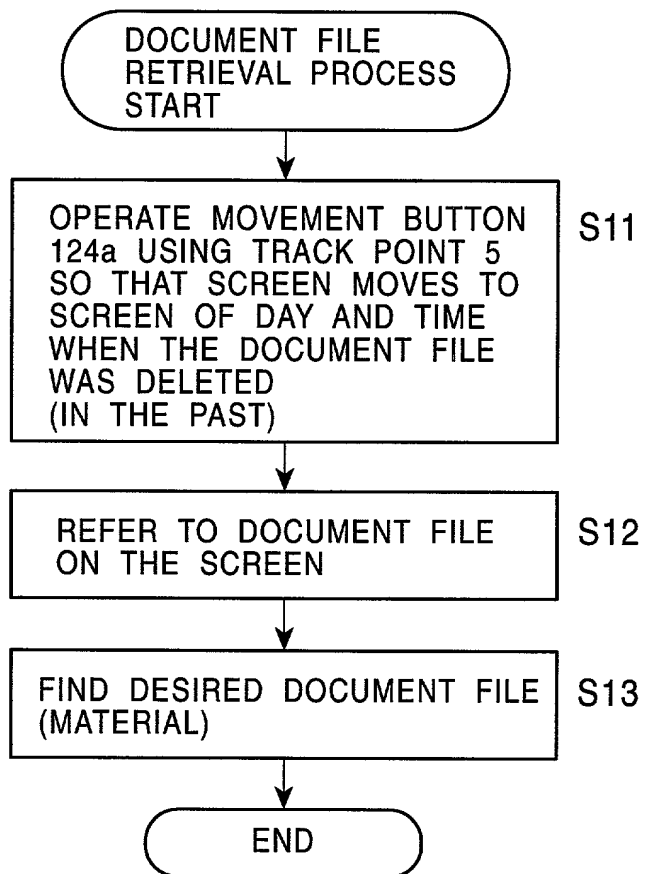 DOCUMENT FILE
RETRIEVAL PROCESS
START
OPERATE MOVEMENT BUTTON
124a USING TRACK POINT 5
SO THAT SCREEN MOVES TO
SCREEN OF DAY AND TIME
WHEN THE DOCUMENT FILE
WAS DELETED
(IN THE PAST)
S11
REFER TO DOCUMENT FILE
ON THE SCREEN
S12
FIND DESIRED DOCUMENT FILE
(MATERIAL)
S13
END